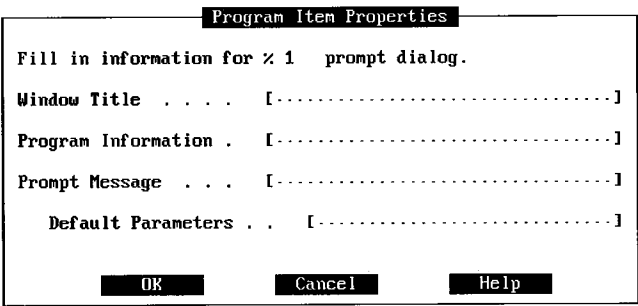 Program Item Properties
Fill in information for % 1 prompt dialog.
Window Title . . . . [.................................]
Program Information . [.................................]
Prompt Message . . . [.................................]
Default Parameters . . [.............................]
OK Cancel Help